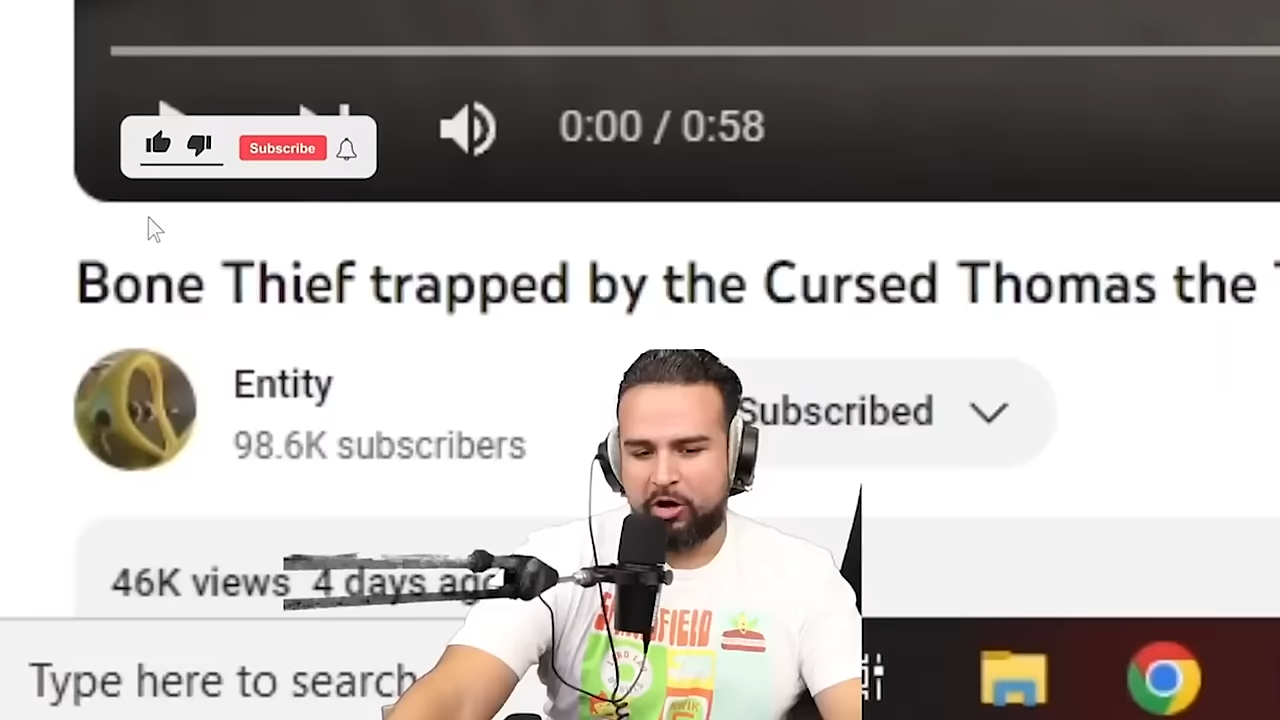 0:00 / 0:58
Subscribe
Bone Thief trapped by the Cursed Thomas the
Entity
98.6K subscribers
Subscribed
46K views 4 days ago
Type here to search